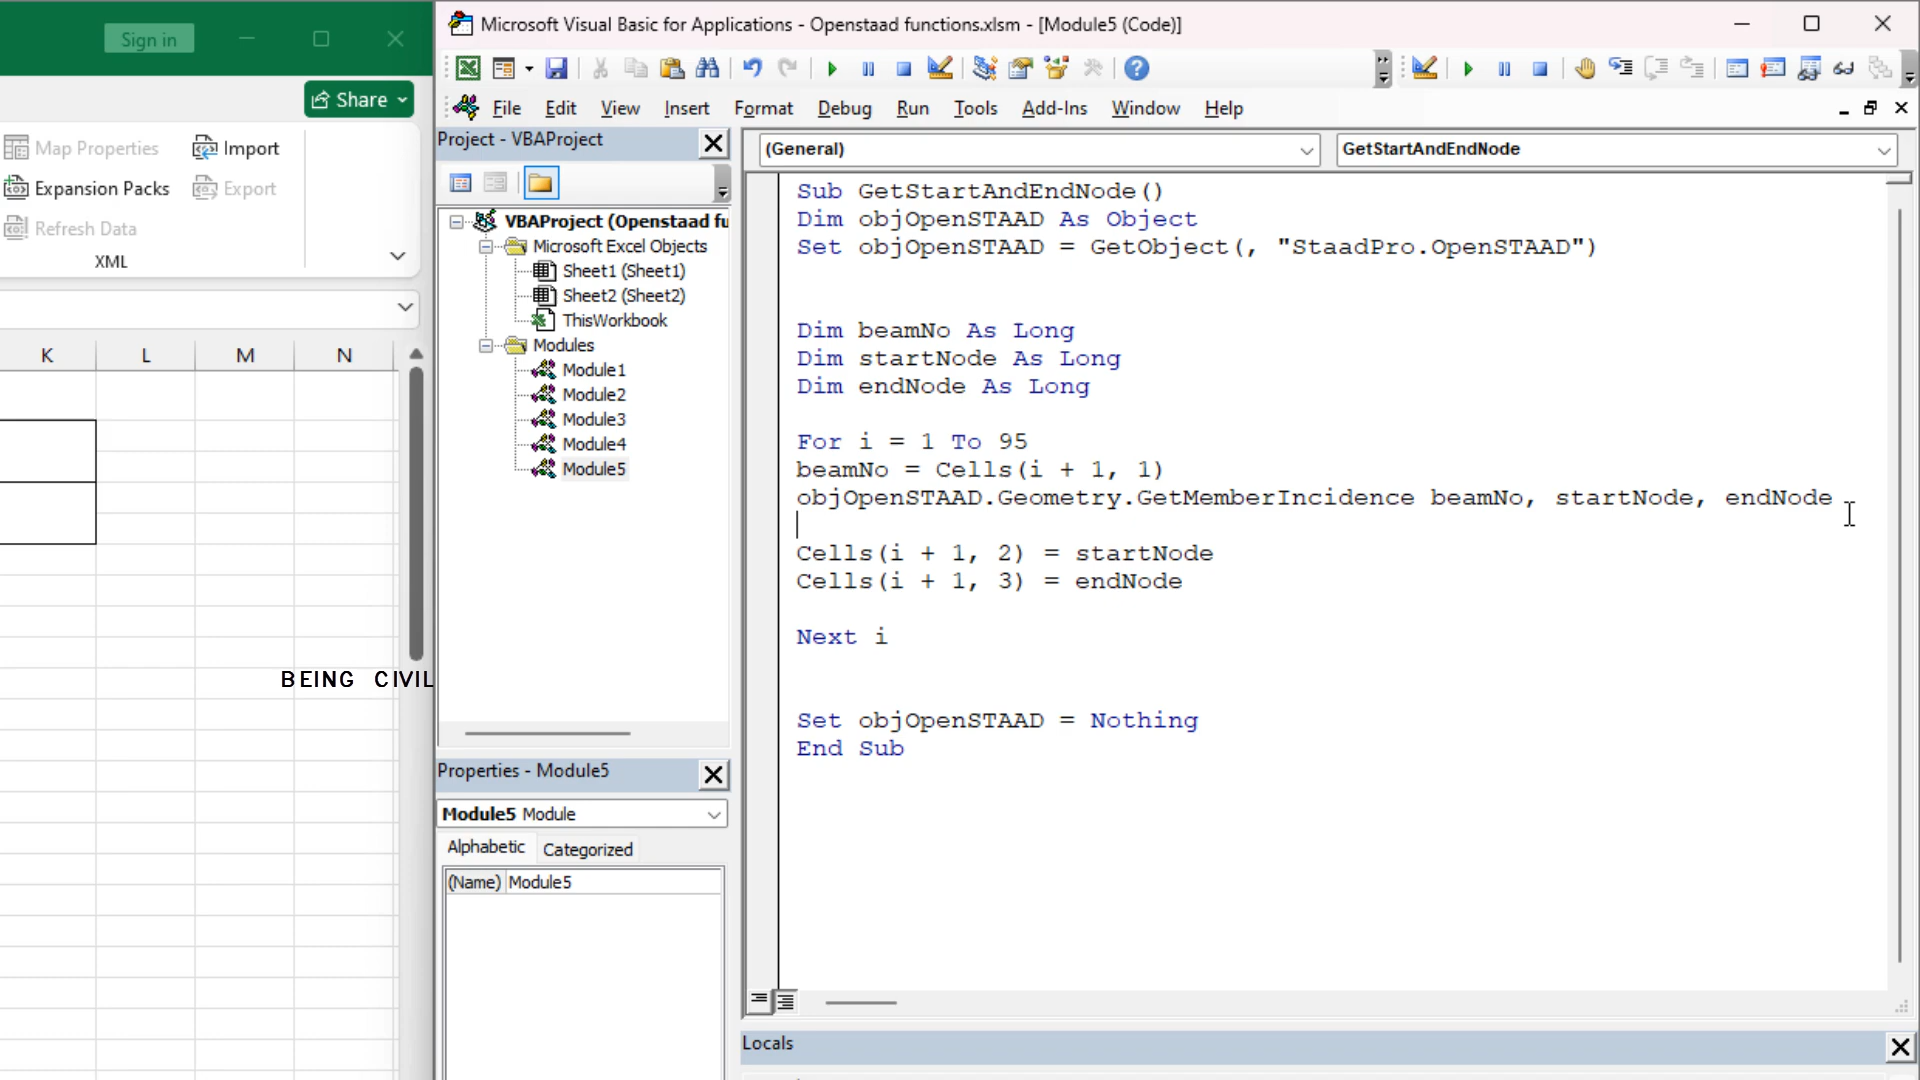 Sign in
Microsoft Visual Basic for Applications - Openstaad functions.xlsm - [Module5 (Code)]
Share
File Edit View Insert Format Debug Run Tools Add-Ins Window Help
Map Properties Import
Expansion Packs Export
Refresh Data
XML
K L M N
BEING CIVIL
Project - VBAProject
VBAProject (Openstaad fu
Microsoft Excel Objects
Sheet1 (Sheet1)
Sheet2 (Sheet2)
ThisWorkbook
Modules
Module1
Module2
Module3
Module4
Module5
Properties - Module5
Module5 Module
Alphabetic Categorized
(Name) Module5
(General) GetStartAndEndNode
Sub GetStartAndEndNode()
Dim objOpenSTAAD As Object
Set objOpenSTAAD = GetObject(, "StaadPro.OpenSTAAD")
Dim beamNo As Long
Dim startNode As Long
Dim endNode As Long
For i = 1 To 95
beamNo = Cells(i + 1, 1)
objOpenSTAAD.Geometry.GetMemberIncidence beamNo, startNode, endNode
Cells(i + 1, 2) = startNode
Cells(i + 1, 3) = endNode
Next i
Set objOpenSTAAD = Nothing
End Sub
Locals